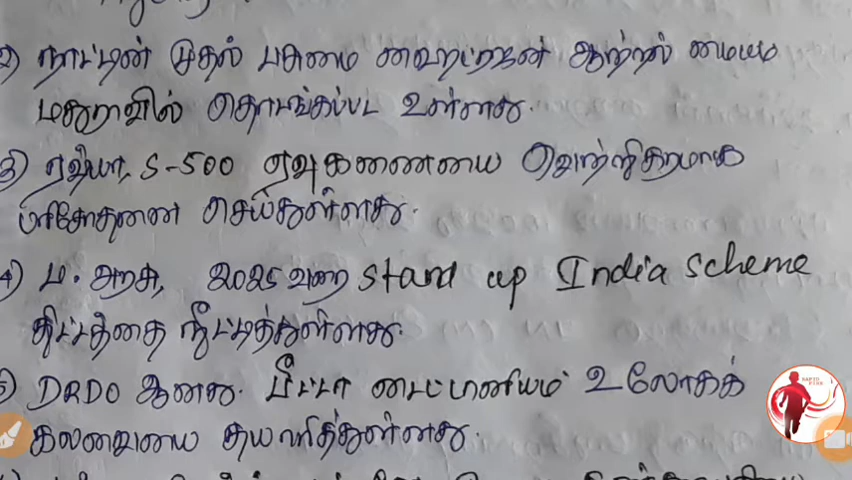 2) நாட்டின் முதல் பசுமை ஹைட்ரஜன் ஆற்றல் மையம்
மதுராவில் தொடங்கப்பட உள்ளது.
3) ரஷ்யா, S-500 ஏவுகணையை வெற்றிகரமாக
பரிசோதனை செய்துள்ளது.
4) ம. அரசு, 2025 வரை Stand up India Scheme
திட்டத்தை நீட்டித்துள்ளது.
5) DRDO ஆனது. பீட்டா டைட்டானியம் உலோகக்
கலவையை தயாரித்துள்ளது.